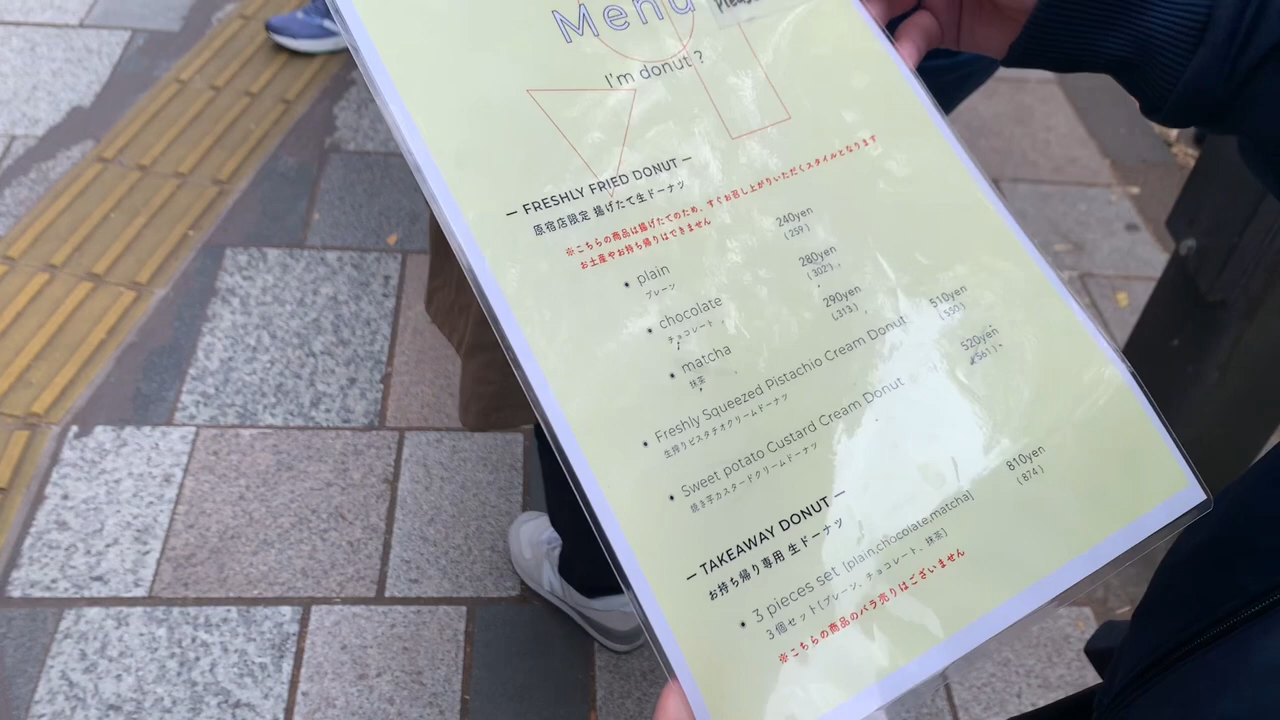 Menu
Please
I'm donut ?
— FRESHLY FRIED DONUT —
原宿店限定 揚げたて生ドーナツ
※こちらの商品は揚げたてのため、すぐお召し上がりいただくスタイルとなります
お土産やお持ち帰りはできません
• plain 240yen
プレーン (259)
• chocolate 280yen
チョコレート (302)
• matcha 290yen
抹茶 (313)
• Freshly Squeezed Pistachio Cream Donut 510yen
生搾りピスタチオクリームドーナツ (550)
• Sweet potato Custard Cream Donut 520yen
焼き芋カスタードクリームドーナツ (561)
— TAKEAWAY DONUT —
お持ち帰り専用 生ドーナツ
• 3 pieces set [plain,chocolate,matcha] 810yen
3個セット[プレーン、チョコレート、抹茶] (874)
※こちらの商品のバラ売りはございません